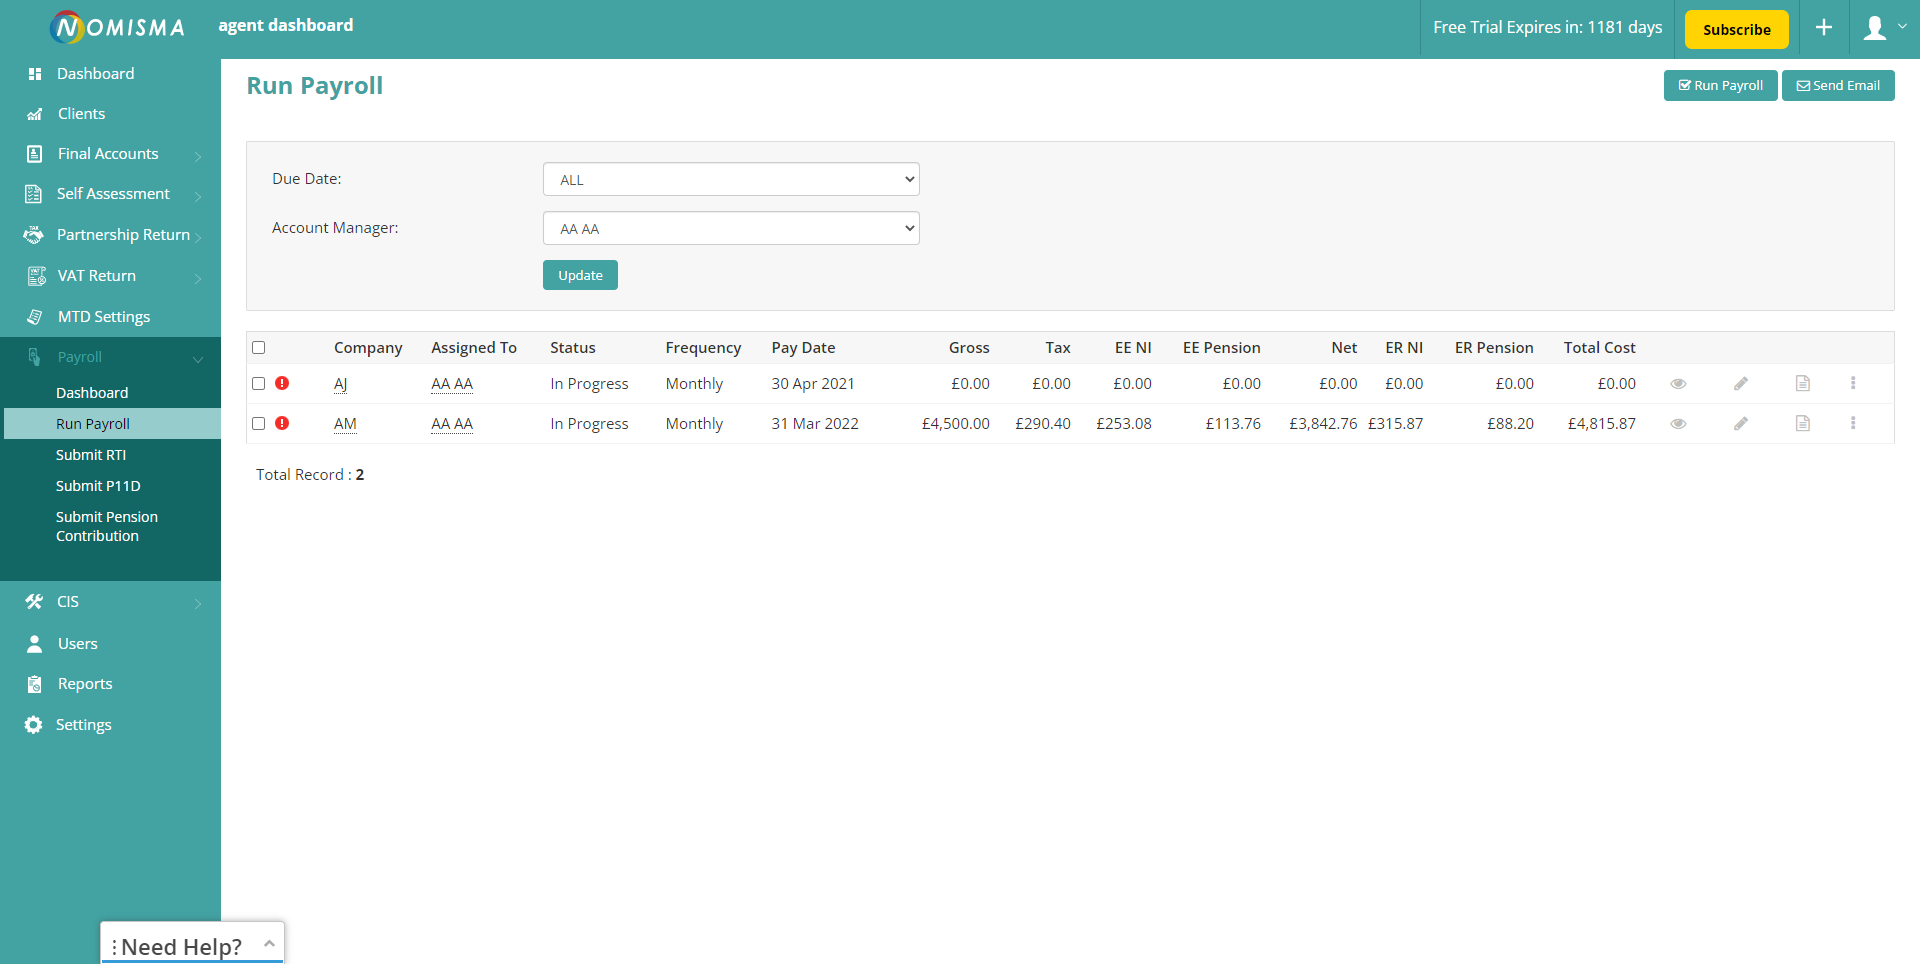 NOMISMA
agent dashboard
Free Trial Expires in: 1181 days
Subscribe
Dashboard
Clients
Final Accounts
Self Assessment
Partnership Return
VAT Return
MTD Settings
Payroll
Dashboard
Run Payroll
Submit RTI
Submit P11D
Submit Pension
Contribution
CIS
Users
Reports
Settings
Run Payroll
Run Payroll
Send Email
Due Date:
ALL
Account Manager:
AA AA
Update
Company Assigned To Status Frequency Pay Date Gross Tax EE NI EE Pension Net ER NI ER Pension Total Cost
AJ AA AA In Progress Monthly 30 Apr 2021 £0.00 £0.00 £0.00 £0.00 £0.00 £0.00 £0.00 £0.00
AM AA AA In Progress Monthly 31 Mar 2022 £4,500.00 £290.40 £253.08 £113.76 £3,842.76 £315.87 £88.20 £4,815.87
Total Record : 2
Need Help?